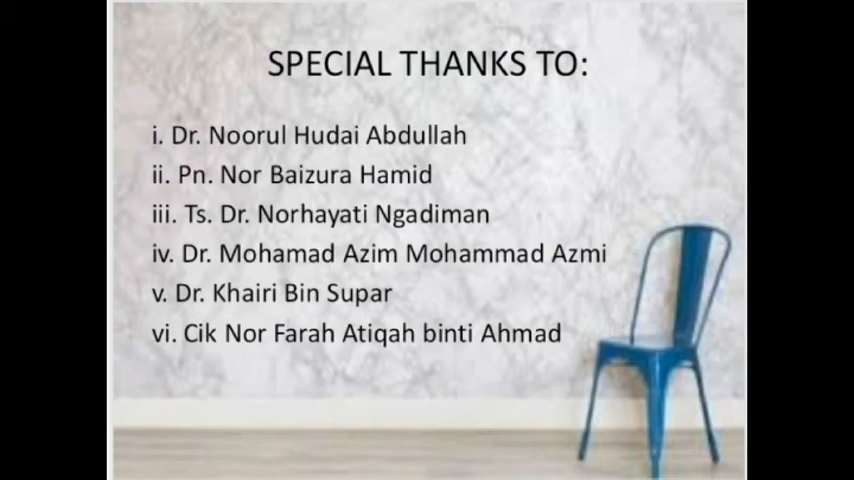 SPECIAL THANKS TO:
i. Dr. Noorul Hudai Abdullah
ii. Pn. Nor Baizura Hamid
iii. Ts. Dr. Norhayati Ngadiman
iv. Dr. Mohamad Azim Mohammad Azmi
v. Dr. Khairi Bin Supar
vi. Cik Nor Farah Atiqah binti Ahmad